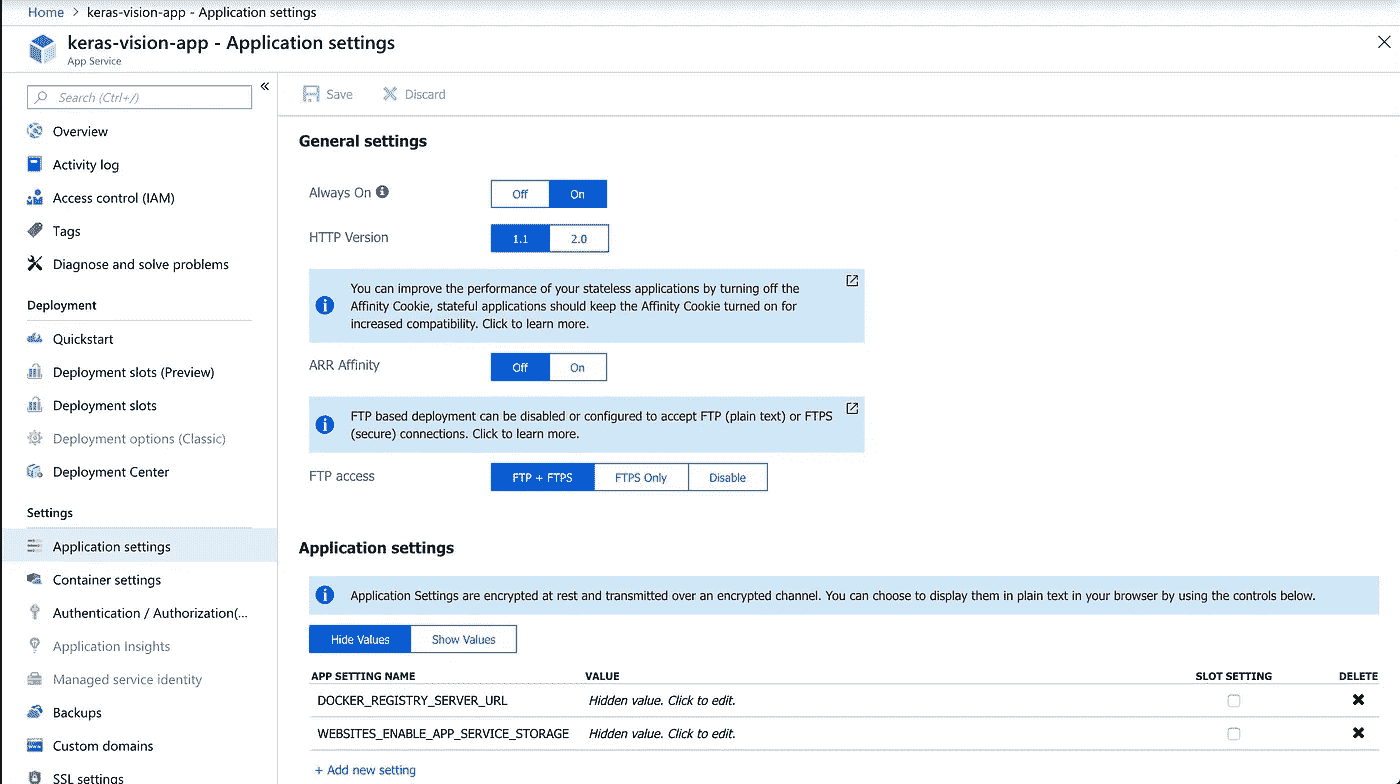 Home > keras-vision-app - Application settings
keras-vision-app - Application settings
App Service
Search (Ctrl+/)
Overview
Activity log
Access control (IAM)
Tags
Diagnose and solve problems
Deployment
Quickstart
Deployment slots (Preview)
Deployment slots
Deployment options (Classic)
Deployment Center
Settings
Application settings
Container settings
Authentication / Authorization(...
Application Insights
Managed service identity
Backups
Custom domains
SSL settings
Save Discard
General settings
Always On Off On
HTTP Version 1.1 2.0
You can improve the performance of your stateless applications by turning off the
Affinity Cookie, stateful applications should keep the Affinity Cookie turned on for
increased compatibility. Click to learn more.
ARR Affinity Off On
FTP based deployment can be disabled or configured to accept FTP (plain text) or FTPS
(secure) connections. Click to learn more.
FTP access FTP + FTPS FTPS Only Disable
Application settings
Application Settings are encrypted at rest and transmitted over an encrypted channel. You can choose to display them in plain text in your browser by using the controls below.
Hide Values Show Values
APP SETTING NAME VALUE SLOT SETTING DELETE
DOCKER_REGISTRY_SERVER_URL Hidden value. Click to edit.
WEBSITES_ENABLE_APP_SERVICE_STORAGE Hidden value. Click to edit.
+ Add new setting